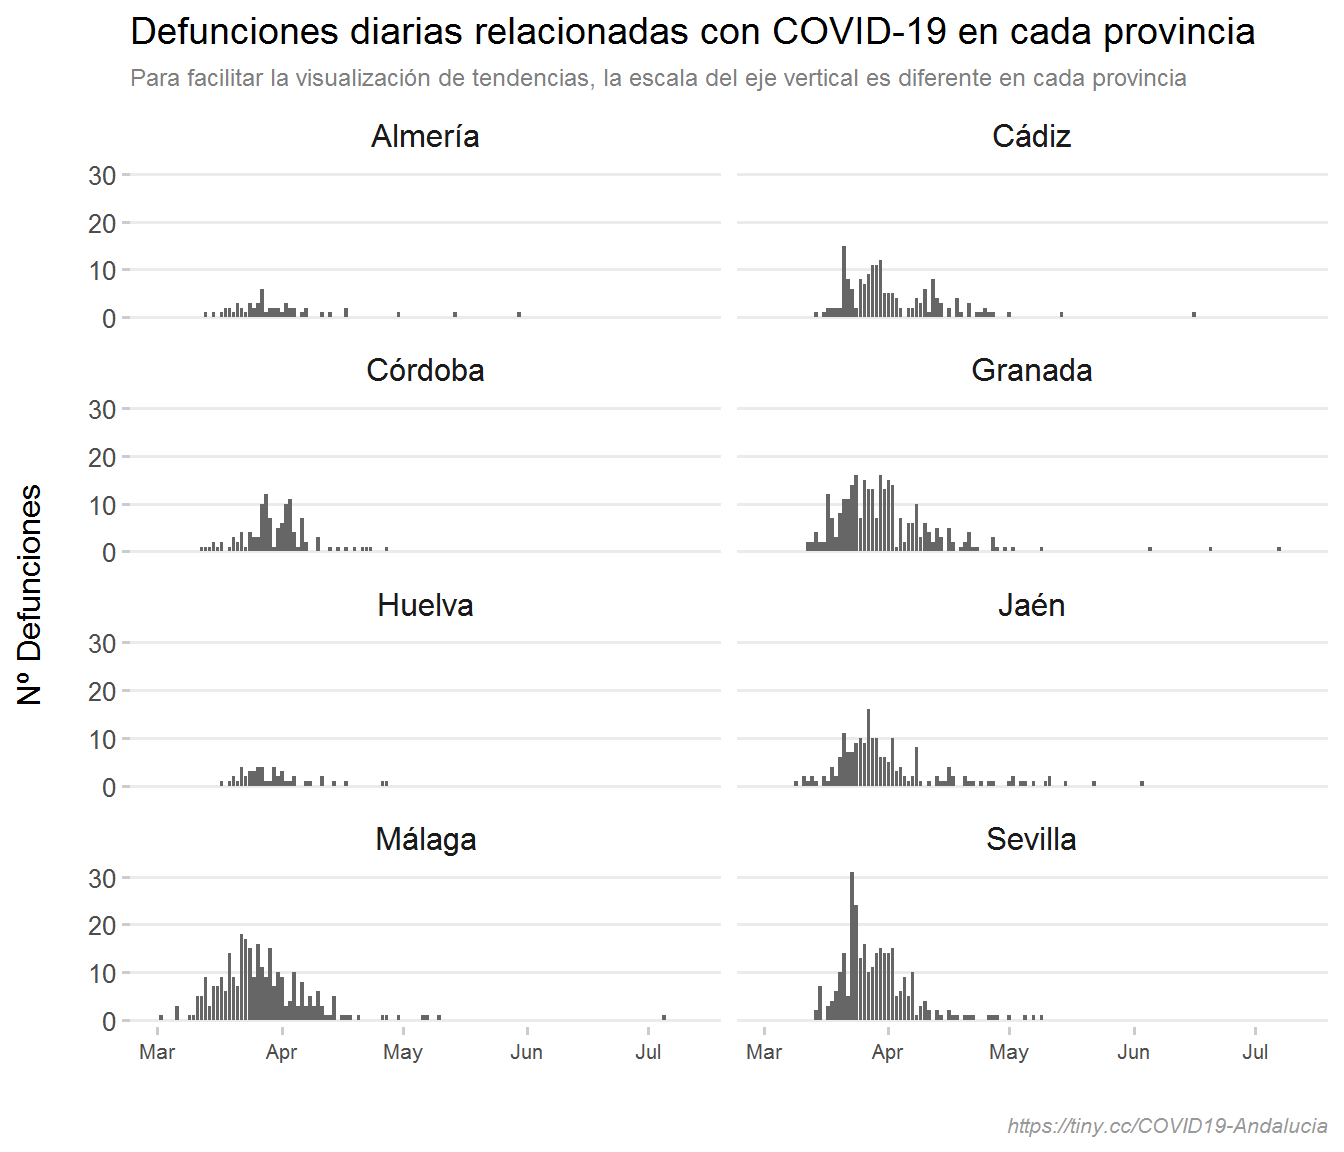 Defunciones diarias relacionadas con COVID-19 en cada provincia
Para facilitar la visualización de tendencias, la escala del eje vertical es diferente en cada provincia
Almería
Cádiz
30
20
10
0
Córdoba
Granada
30
20
10
0
Nº Defunciones
Huelva
Jaén
30
20
10
0
Málaga
Sevilla
30
20
10
0
Mar Apr May Jun Jul
Mar Apr May Jun Jul
https://tiny.cc/COVID19-Andalucia